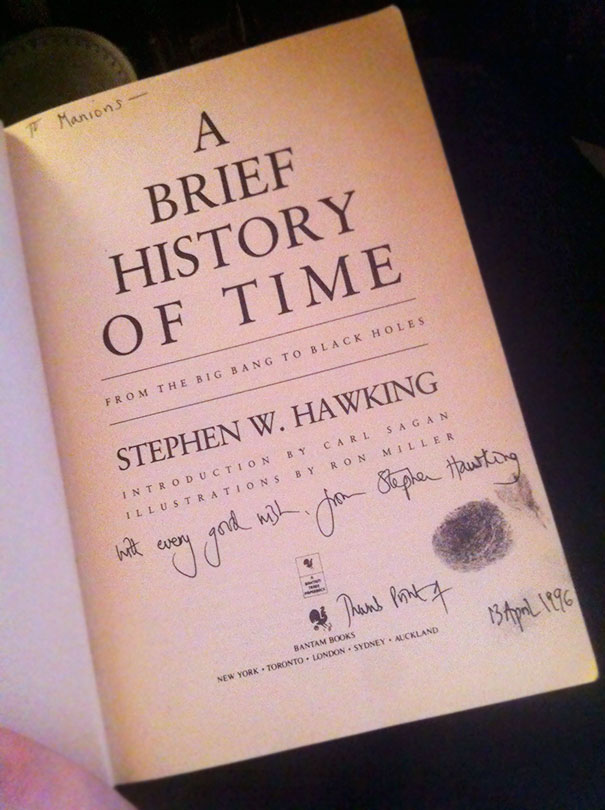 To Manions —
A
BRIEF
HISTORY
OF TIME
FROM THE BIG BANG TO BLACK HOLES
STEPHEN W. HAWKING
INTRODUCTION BY CARL SAGAN
ILLUSTRATIONS BY RON MILLER
with every good wish, from Stephen Hawking
Thumb Print
13 April 1996
BANTAM BOOKS
NEW YORK • TORONTO • LONDON • SYDNEY • AUCKLAND